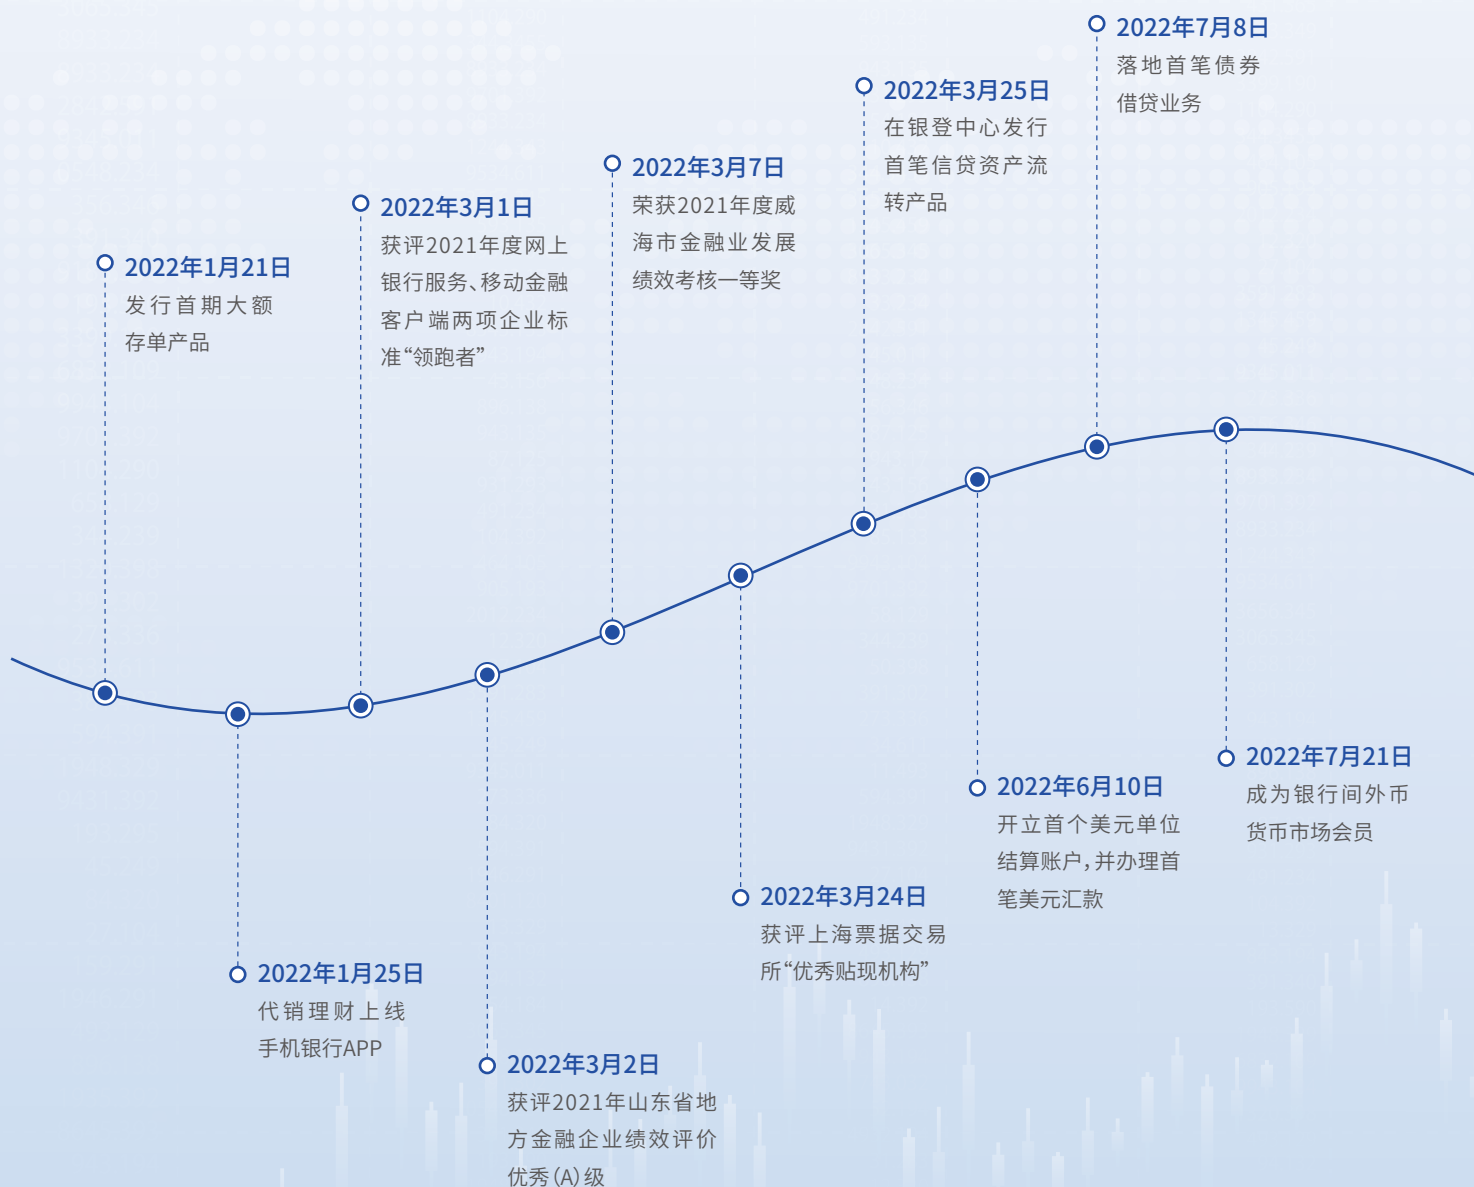 2022年1月21日
发行首期大额
存单产品
2022年1月25日
代销理财上线
手机银行APP
2022年3月1日
获评2021年度网上
银行服务、移动金融
客户端两项企业标
准“领跑者”
2022年3月2日
获评2021年山东省地
方金融企业绩效评价
优秀（A）级
2022年3月7日
荣获2021年度威
海市金融业发展
绩效考核一等奖
2022年3月24日
获评上海票据交易
所“优秀贴现机构”
2022年3月25日
在银登中心发行
首笔信贷资产流
转产品
2022年6月10日
开立首个美元单位
结算账户，并办理首
笔美元汇款
2022年7月8日
落地首笔债券
借贷业务
2022年7月21日
成为银行间外币
货币市场会员